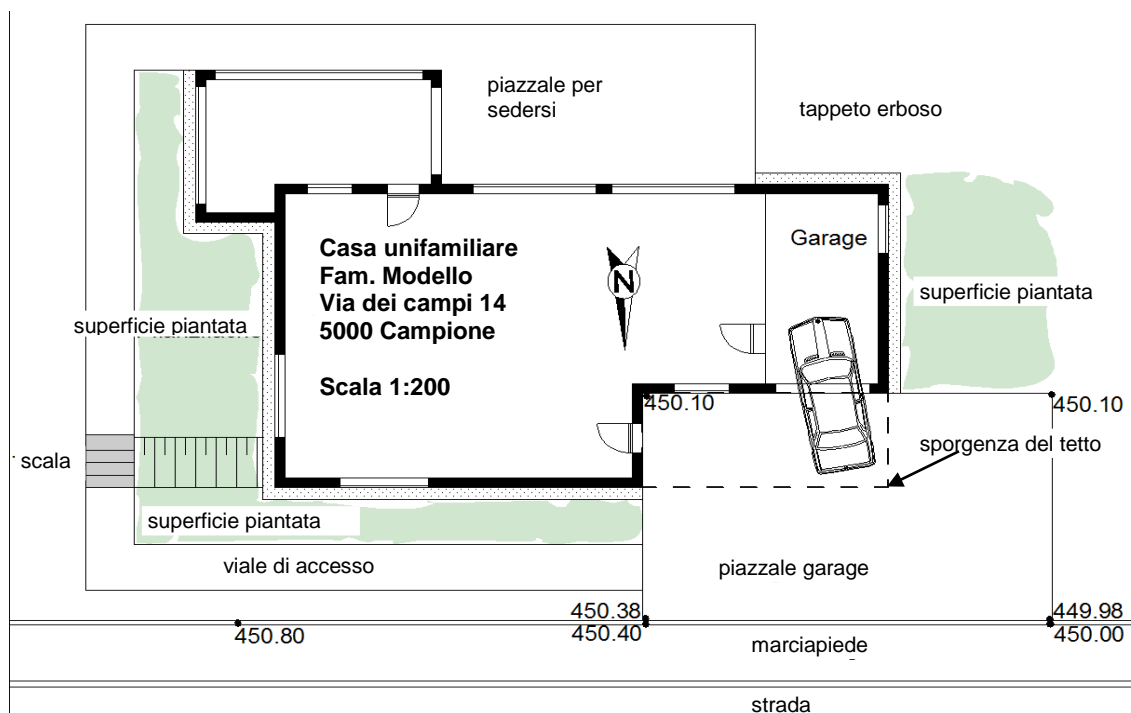 piazzale per
sedersi
tappeto erboso
Garage
Casa unifamiliare
Fam. Modello
Via dei campi 14
5000 Campione
Scala 1:200
N
superficie piantata
superficie piantata
450.10
450.10
sporgenza del tetto
scala
superficie piantata
viale di accesso
piazzale garage
450.38
449.98
450.80
450.40
450.00
marciapiede
strada